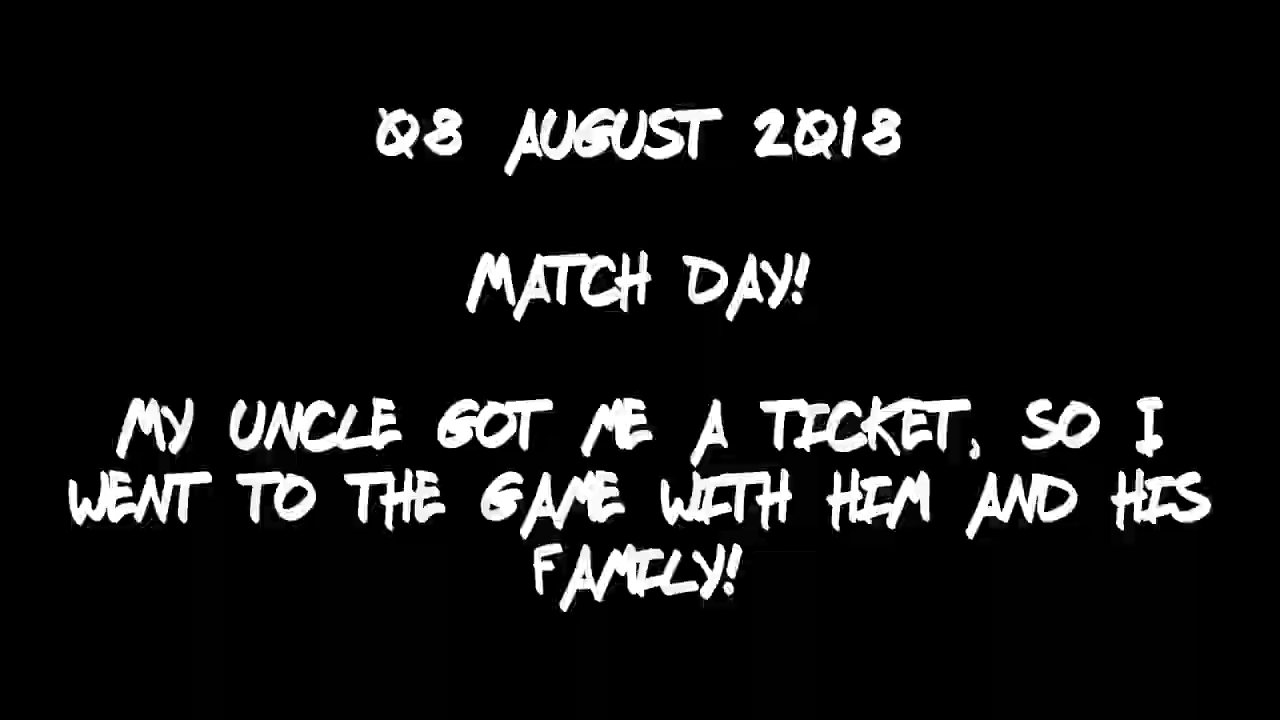 08 AUGUST 2018
MATCH DAY!
MY UNCLE GOT ME A TICKET, SO I
WENT TO THE GAME WITH HIM AND HIS
FAMILY!